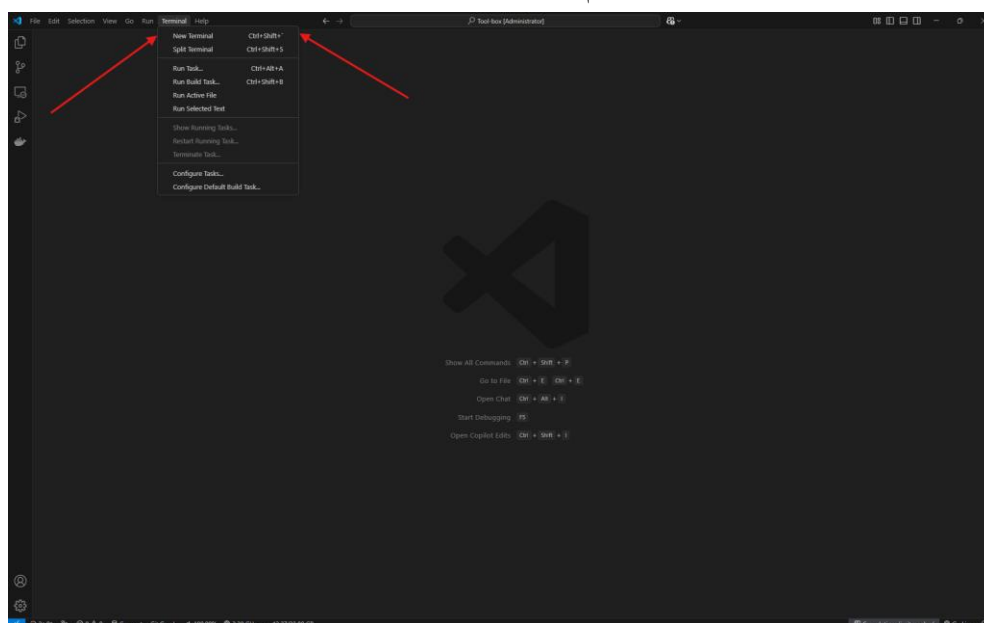 File Edit Selection View Go Run Terminal Help Tool-box [Administrator]
New Terminal Ctrl+Shift+`
Split Terminal Ctrl+Shift+5
Run Task... Ctrl+Alt+A
Run Build Task... Ctrl+Shift+B
Run Active File
Run Selected Text
Show Running Tasks...
Restart Running Task...
Terminate Task...
Configure Tasks...
Configure Default Build Task...
Show All Commands Ctrl + Shift + P
Go to File Ctrl + E Ctrl + E
Open Chat Ctrl + Alt + I
Start Debugging F5
Open Copilot Edits Ctrl + Shift + I